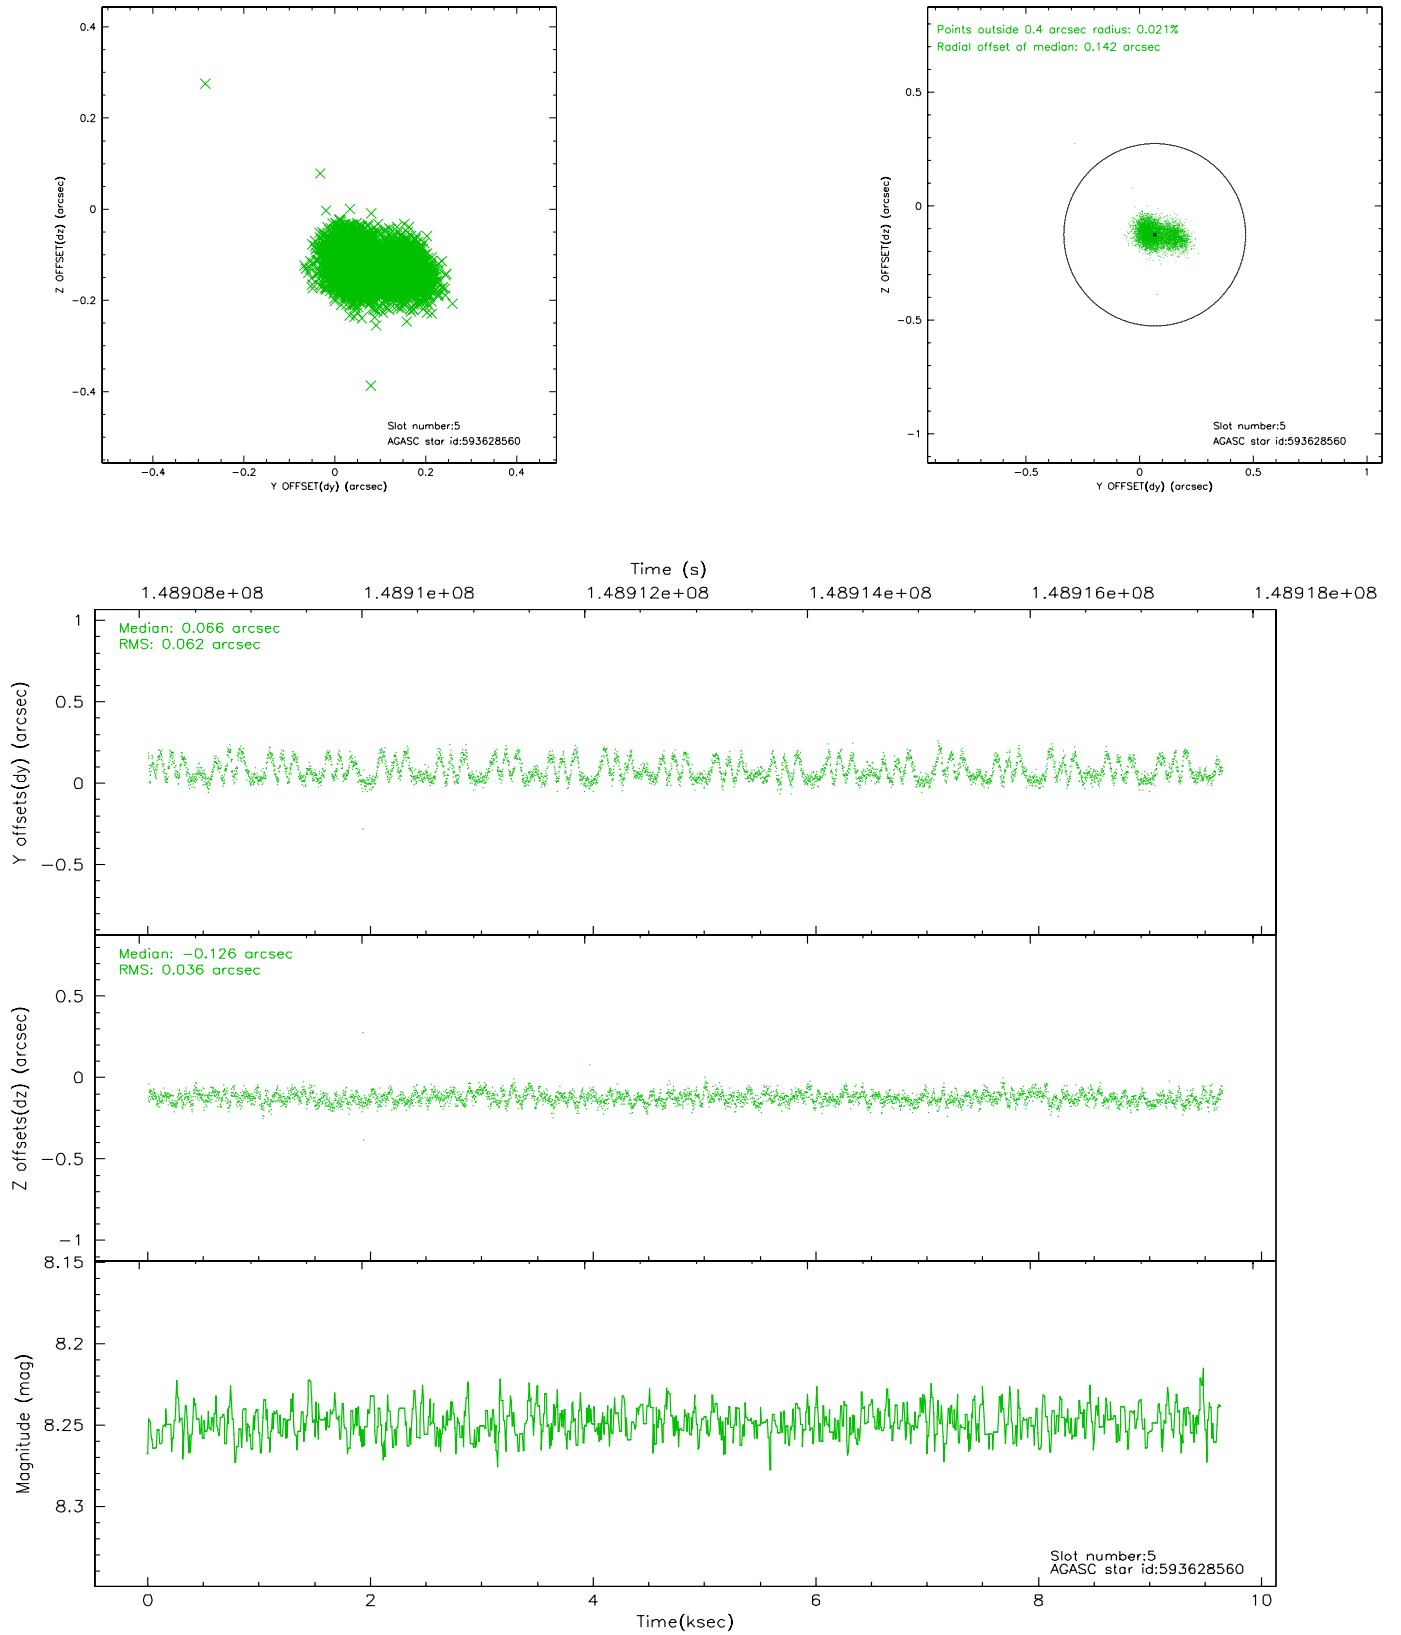 0.4
0.2
0
−0.2
−0.4
Z OFFSET(dz) (arcsec)
Slot number:5
AGASC star id:593628560
−0.4 −0.2 0 0.2 0.4
Y OFFSET(dy) (arcsec)
Points outside 0.4 arcsec radius: 0.021%
Radial offset of median: 0.142 arcsec
0.5
0
−0.5
−1
Z OFFSET(dz) (arcsec)
Slot number:5
AGASC star id:593628560
−0.5 0 0.5 1
Y OFFSET(dy) (arcsec)
Time (s)
1.48908e+08 1.4891e+08 1.48912e+08 1.48914e+08 1.48916e+08 1.48918e+08
Median: 0.066 arcsec
RMS: 0.062 arcsec
1
0.5
0
−0.5
Y offsets(dy) (arcsec)
Median: −0.126 arcsec
RMS: 0.036 arcsec
0.5
0
−0.5
−1
Z offsets(dz) (arcsec)
8.15
8.2
8.25
8.3
Magnitude (mag)
Slot number:5
AGASC star id:593628560
0 2 4 6 8 10
Time(ksec)